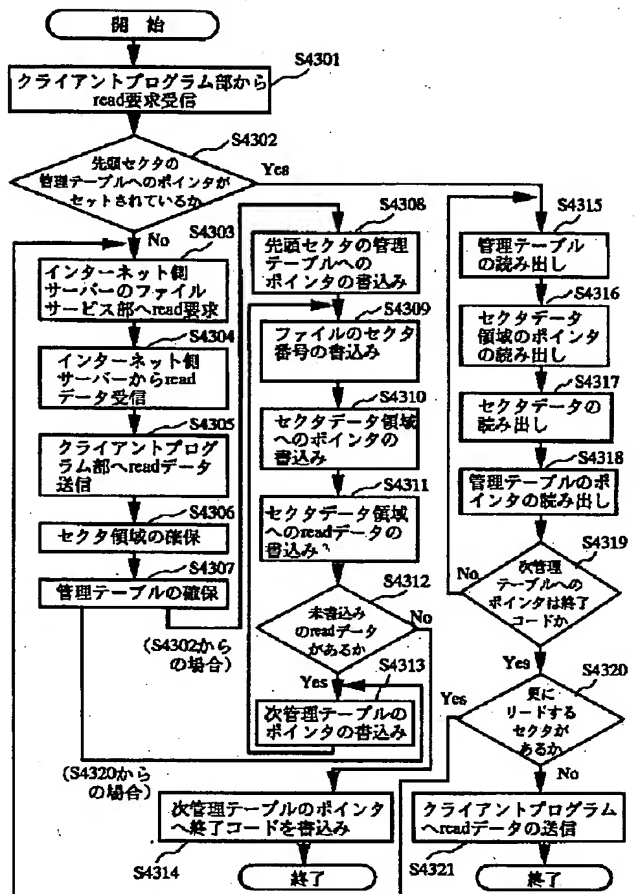 開 始
S4301
クライアントプログラム部から
read要求受信
S4302
先頭セクタの
管理テーブルへのポインタが
セットされているか
Yes
No
S4303
インターネット側
サーバーのファイル
サービス部へread要求
S4304
インターネット側
サーバーからread
データ受信
S4305
クライアントプログ
ラム部へreadデータ
送信
S4306
セクタ領域の確保
S4307
管理テーブルの確保
(S4302から
の場合)
(S4320から
の場合)
S4308
先頭セクタの管理
テーブルへの
ポインタの書込み
S4309
ファイルのセクタ
番号の書込み
S4310
セクタデータ領域
へのポインタの
書込み
S4311
セクタデータ領域
へのreadデータの
書込み
S4312
未書込み
のreadデータ
があるか
No
Yes
S4313
次管理テーブルの
ポインタの書込み
次管理テーブルのポインタ
へ終了コードを書込み
S4314
終了
S4315
管理テーブル
の読み出し
S4316
セクタデータ
領域のポインタ
の読み出し
S4317
セクタデータの
読み出し
S4318
管理テーブルのポ
インタの読み出し
S4319
次管理
テーブルへの
ポインタは終了
コードか
No
Yes
S4320
更に
リードする
セクタが
あるか
Yes
No
クライアントプログラム
へreadデータの送信
S4321
終了